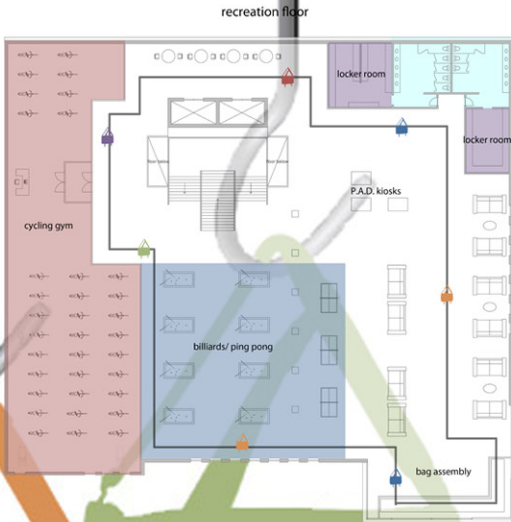 recreation floor
locker room
locker room
P.A.D. kiosks
cycling gym
billiards/ ping pong
bag assembly